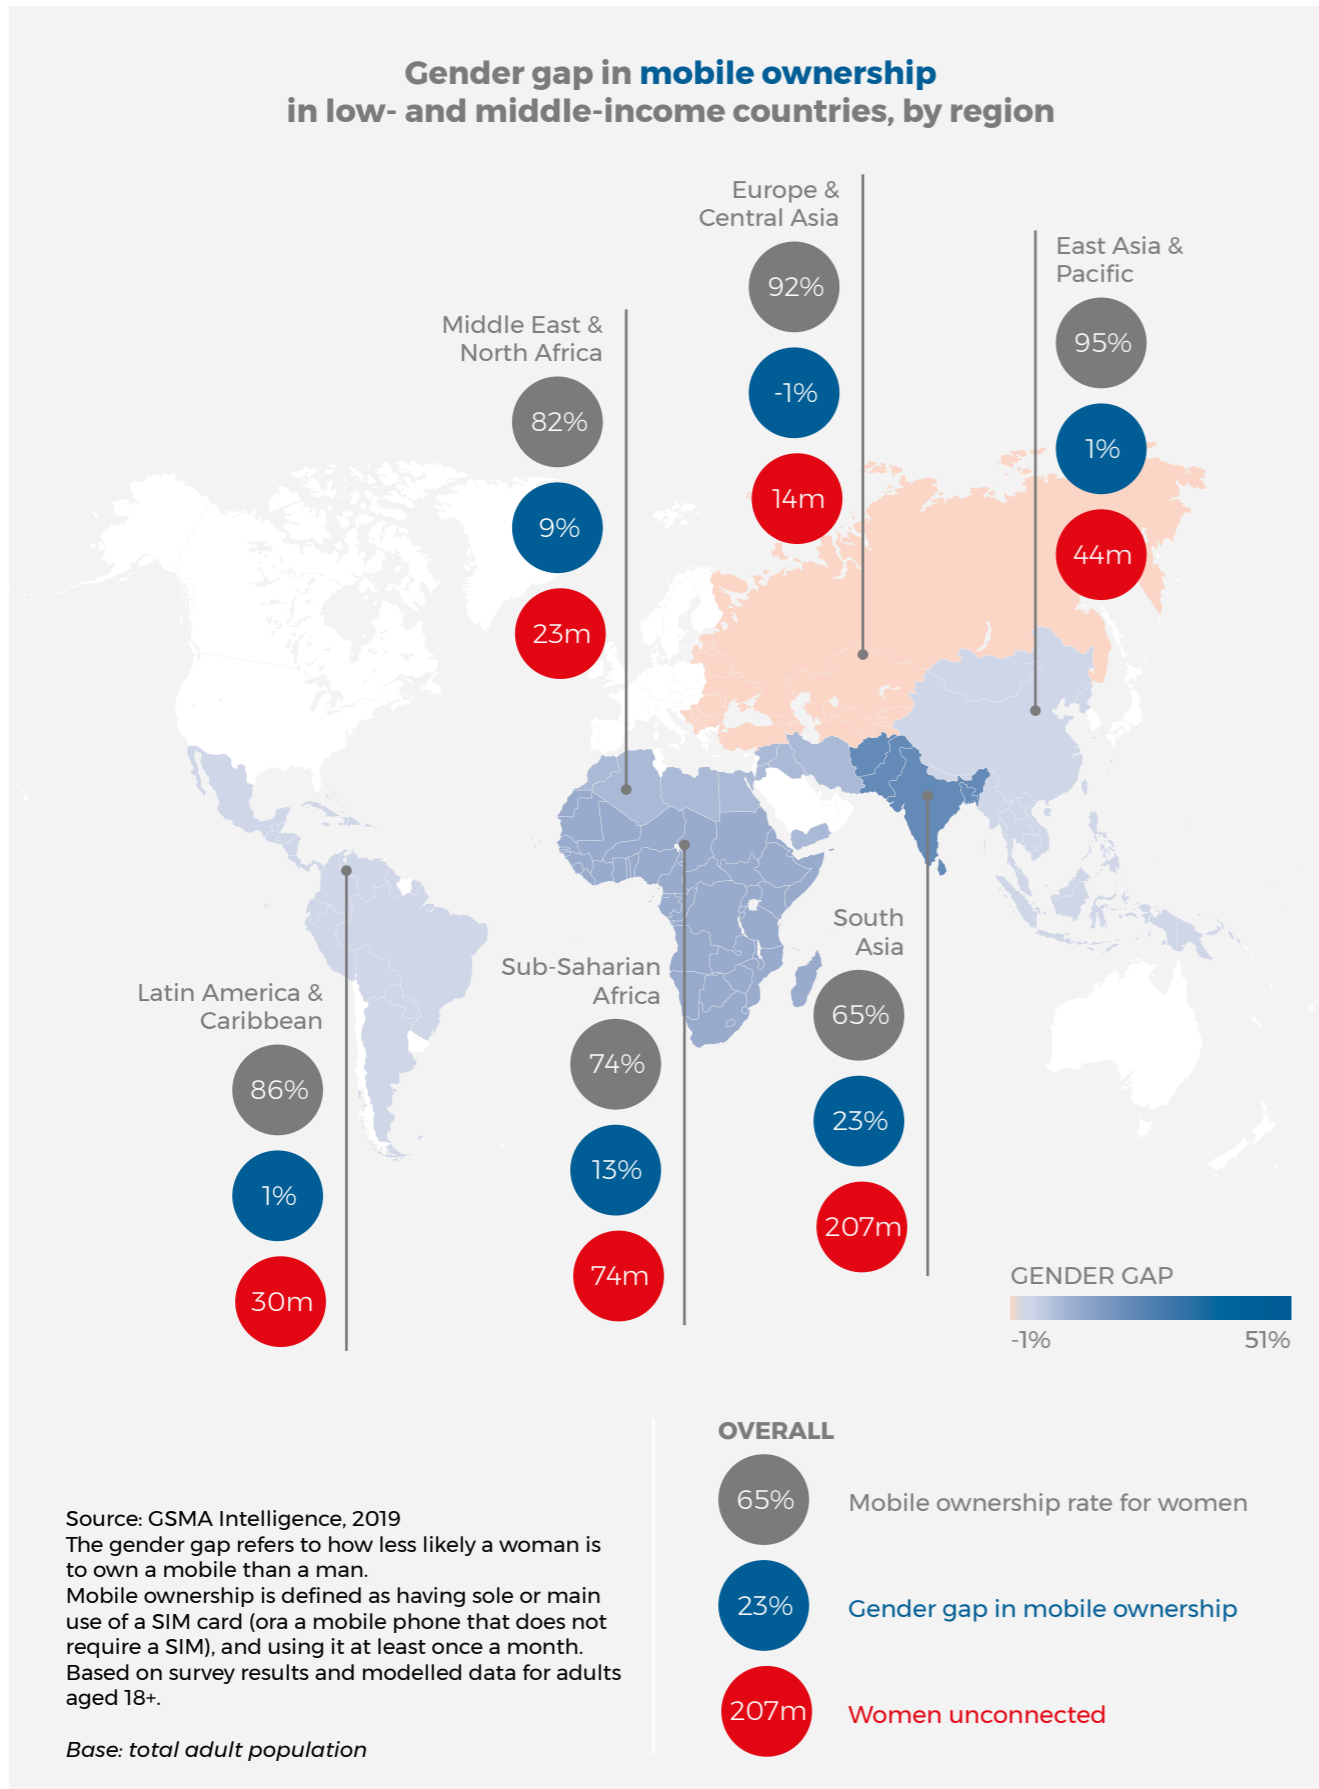 Gender gap in mobile ownership
in low- and middle-income countries, by region
Europe &
Central Asia
92%
-1%
14m
East Asia &
Pacific
95%
1%
44m
Middle East &
North Africa
82%
9%
23m
Latin America &
Caribbean
86%
1%
30m
Sub-Saharian
Africa
74%
13%
74m
South
Asia
65%
23%
207m
GENDER GAP
-1% 51%
OVERALL
65% Mobile ownership rate for women
23% Gender gap in mobile ownership
207m Women unconnected
Source: GSMA Intelligence, 2019
The gender gap refers to how less likely a woman is
to own a mobile than a man.
Mobile ownership is defined as having sole or main
use of a SIM card (ora a mobile phone that does not
require a SIM), and using it at least once a month.
Based on survey results and modelled data for adults
aged 18+.
Base: total adult population